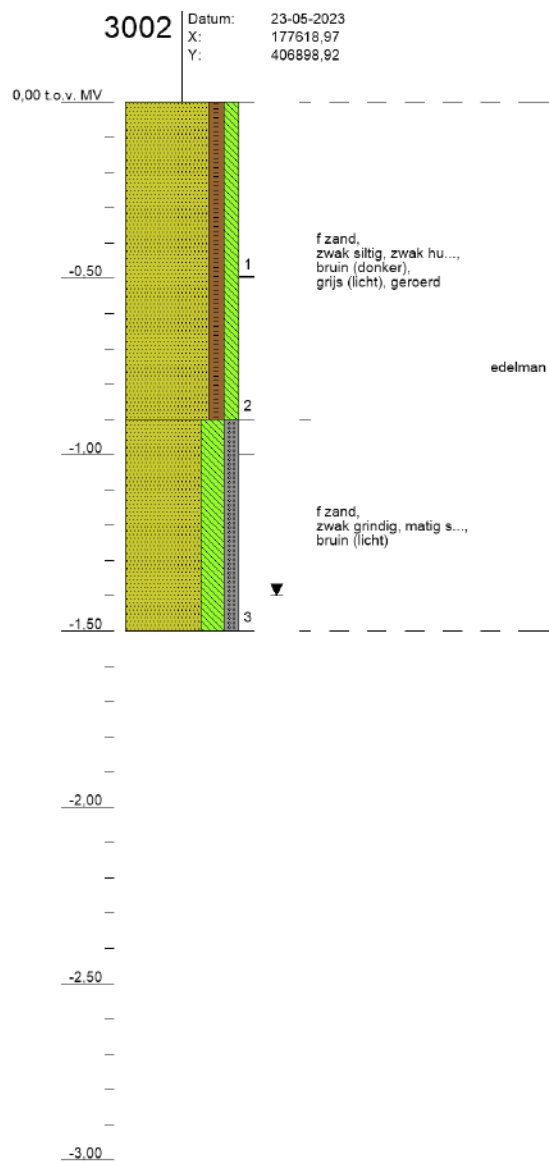 3002
Datum: 23-05-2023
X: 177618,97
Y: 406898,92
0,00 t.o.v. MV
f zand,
zwak siltig, zwak hu...,
bruin (donker),
grijs (licht), geroerd
1
-0,50
edelman
2
-1,00
f zand,
zwak grindig, matig s...,
bruin (licht)
3
-1,50
-2,00
-2,50
-3,00